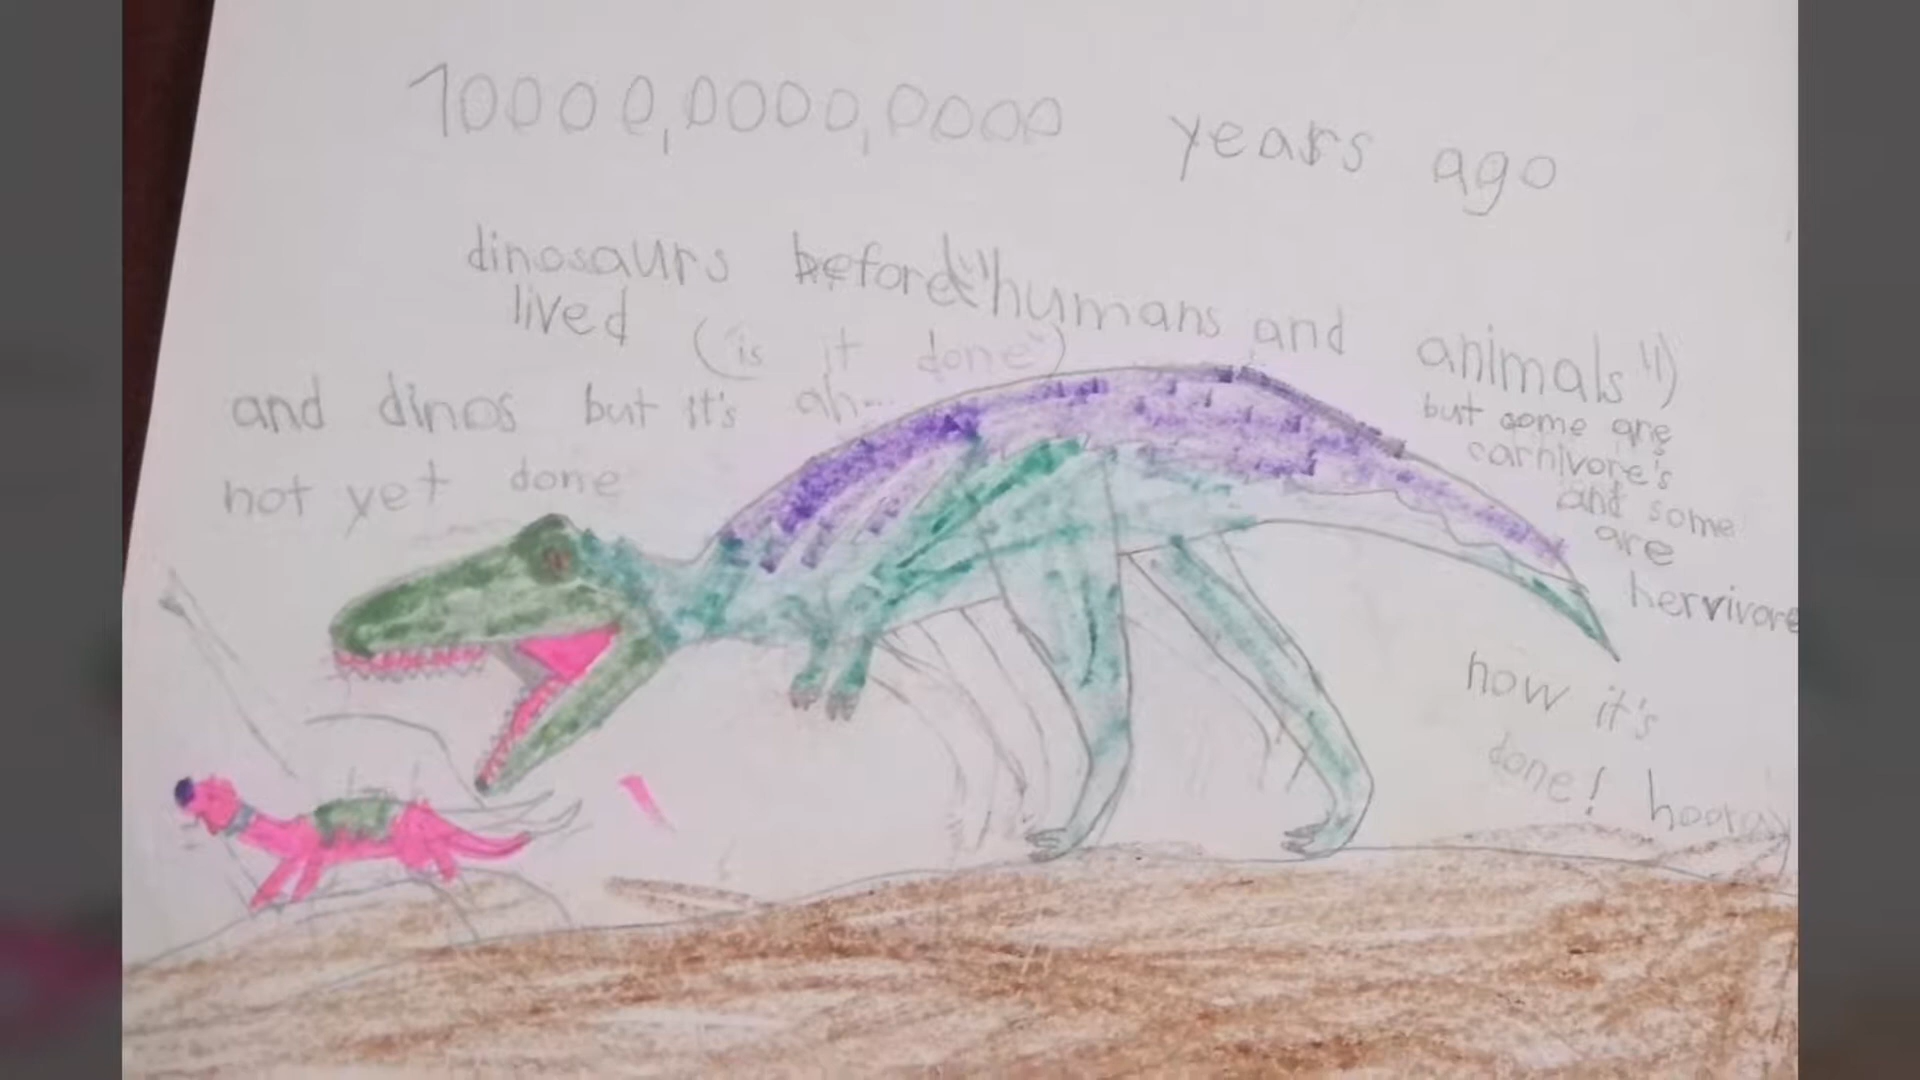 10000,0000,0000 years ago
dinosaurs before "humans and animals")
lived (is it done")
and dinos but it's ah...
not yet done
but some are
carnivore's
and some
are
hervivore
now it's
done! hooray